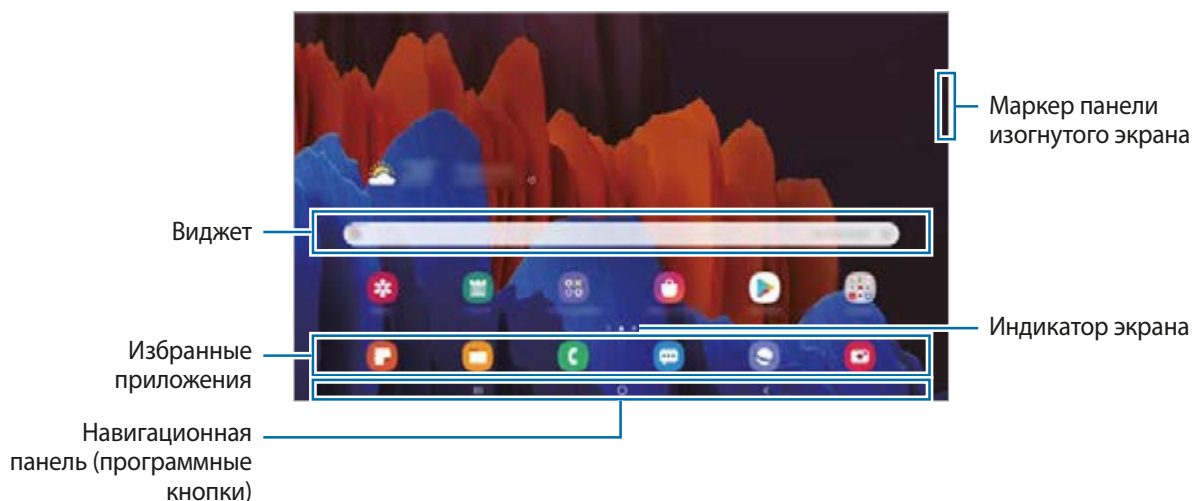 Маркер панели
изогнутого экрана
Виджет
Индикатор экрана
Избранные
приложения
Навигационная
панель (программные
кнопки)